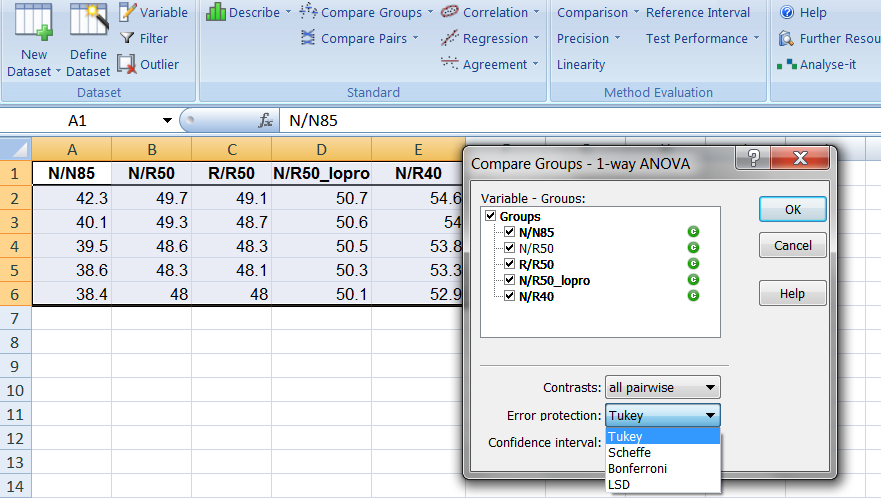 New Dataset
Define Dataset
Variable
Filter
Outlier
Dataset
Describe
Compare Groups
Compare Pairs
Correlation
Regression
Agreement
Standard
Comparison
Precision
Linearity
Reference Interval
Test Performance
Method Evaluation
Help
Further Resou
Analyse-it
A1
fx
N/N85
A B C D E
1 N/N85 N/R50 R/R50 N/R50_lopro N/R40
2 42.3 49.7 49.1 50.7 54.6
3 40.1 49.3 48.7 50.6 54
4 39.5 48.6 48.3 50.5 53.8
5 38.6 48.3 48.1 50.3 53.3
6 38.4 48 48 50.1 52.9
7
8
9
10
11
12
13
14
Compare Groups - 1-way ANOVA
?
X
Variable - Groups:
Groups
N/N85 C
N/R50 C
R/R50 C
N/R50_lopro C
N/R40 C
OK
Cancel
Help
Contrasts: all pairwise
Error protection: Tukey
Confidence interval:
Tukey
Scheffe
Bonferroni
LSD